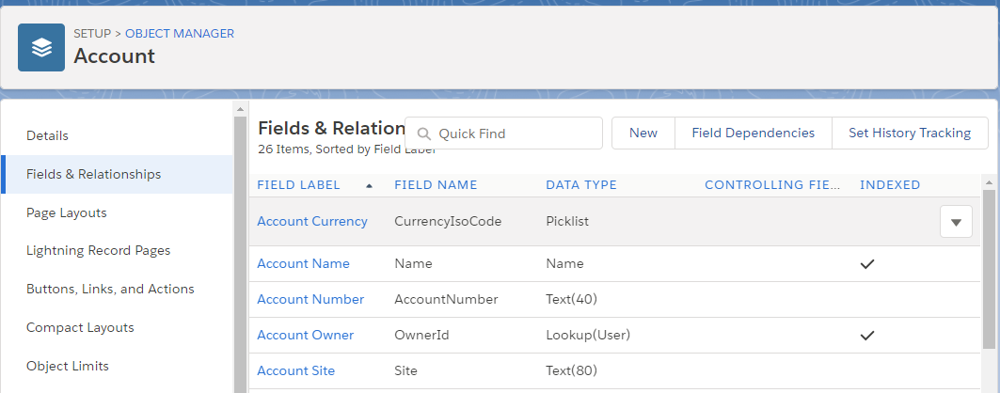 SETUP > OBJECT MANAGER
Account
Details
Fields & Relationships
Page Layouts
Lightning Record Pages
Buttons, Links, and Actions
Compact Layouts
Object Limits
Fields & Relation
26 Items, Sorted by Field Label
Quick Find
New Field Dependencies Set History Tracking
FIELD LABEL FIELD NAME DATA TYPE CONTROLLING FIE... INDEXED
Account Currency CurrencyIsoCode Picklist
Account Name Name Name
Account Number AccountNumber Text(40)
Account Owner OwnerId Lookup(User)
Account Site Site Text(80)